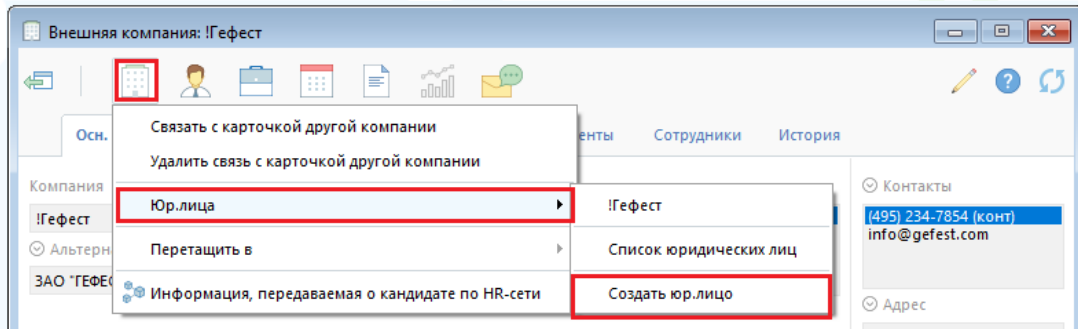 Внешняя компания: !Гефест
Осн.
енты
Сотрудники
История
Связать с карточкой другой компании
Удалить связь с карточкой другой компании
Юр.лица
Перетащить в
Информация, передаваемая о кандидате по HR-сети
!Гефест
Список юридических лиц
Создать юр.лицо
Компания
!Гефест
Альтерн
ЗАО "ГЕФЕС
Контакты
(495) 234-7854 (конт)
info@gefest.com
Адрес